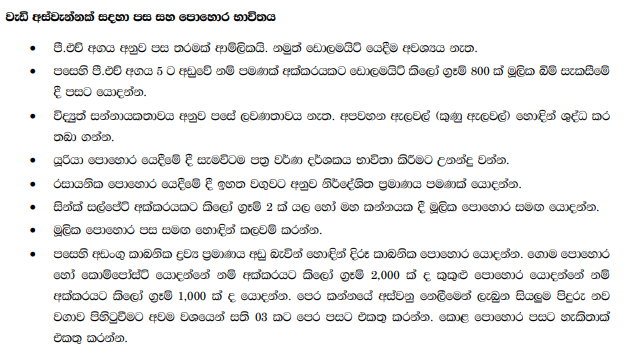 වැඩි අස්වැන්නක් සදහා පස සහ පොහොර භාවිතය
• පී.එච් අගය අනුව පස තරමක් ආම්ලිකයි. නමුත් ඩොලමයිට් යෙදීම අවශ්‍යය නැත.
• පසෙහි පී.එච් අගය 5 ට අඩුවේ නම් පමණක් අක්කරයකට ඩොලමයිට් කිලෝ ග්‍රෑම් 800 ක් මූලික බිම් සැකසීමේ
දී පසට යොදන්න.
• විද්‍යුත් සන්නායකතාවය අනුව පසේ ලවණතාවය නැත. අපවහන ඇලවල් (කුණු ඇලවල්) හොඳින් ශුද්ධ කර
තබා ගන්න.
• යූරියා පොහොර යෙදීමේ දී සැමවිටම පත්‍ර වර්ණ දර්ශකය භාවිතා කිරීමට උනන්දු වන්න.
• රසායනික පොහොර යෙදීමේ දී ඉහත වගුවට අනුව නිර්දේශිත ප්‍රමාණය පමණක් යොදන්න.
• සින්ක් සල්පේට් අක්කරයකට කිලෝ ග්‍රෑම් 2 ක් යල හෝ මහ කන්නයක දී මූලික පොහොර සමඟ යොදන්න.
• මූලික පොහොර පස සමඟ හොඳින් කලවම් කරන්න.
• පසෙහි අඩංගු කාබනික ද්‍රව්‍ය ප්‍රමාණය අඩු බැවින් හොඳින් දිරූ කාබනික පොහොර යොදන්න. ගොම පොහොර
හෝ කොම්පෝස්ට් යොදන්නේ නම් අක්කරයට කිලෝ ග්‍රෑම් 2,000 ක් ද කුකුළු පොහොර යොදන්නේ නම්
අක්කරයට කිලෝ ග්‍රෑම් 1,000 ක් ද යොදන්න. පෙර කන්නයේ අස්වනු නෙලීමෙන් ලැබුන සියලුම පිදුරු නව
වගාව පිහිටුවීමට අවම වශයෙන් සති 03 කට පෙර පසට එකතු කරන්න. කොළ පොහොර පසට හැකිතාක්
එකතු කරන්න.